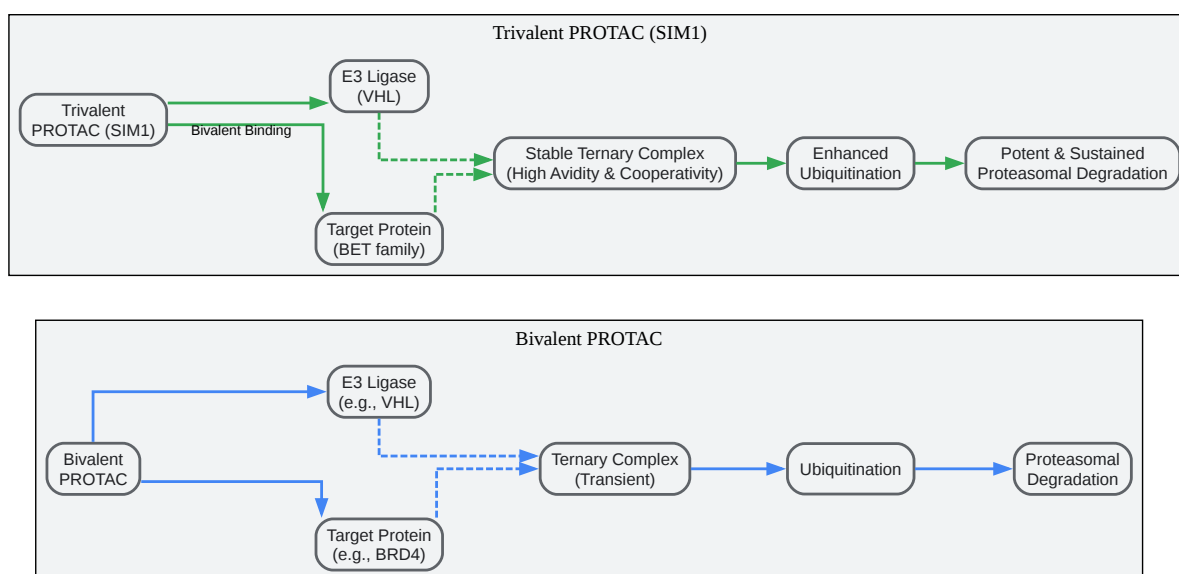 Trivalent PROTAC (SIM1)
E3 Ligase
(VHL)
Trivalent
PROTAC (SIM1)
Bivalent Binding
Stable Ternary Complex
(High Avidity & Cooperativity)
Enhanced
Ubiquitination
Potent & Sustained
Proteasomal Degradation
Target Protein
(BET family)
Bivalent PROTAC
E3 Ligase
(e.g., VHL)
Bivalent
PROTAC
Ternary Complex
(Transient)
Ubiquitination
Proteasomal
Degradation
Target Protein
(e.g., BRD4)